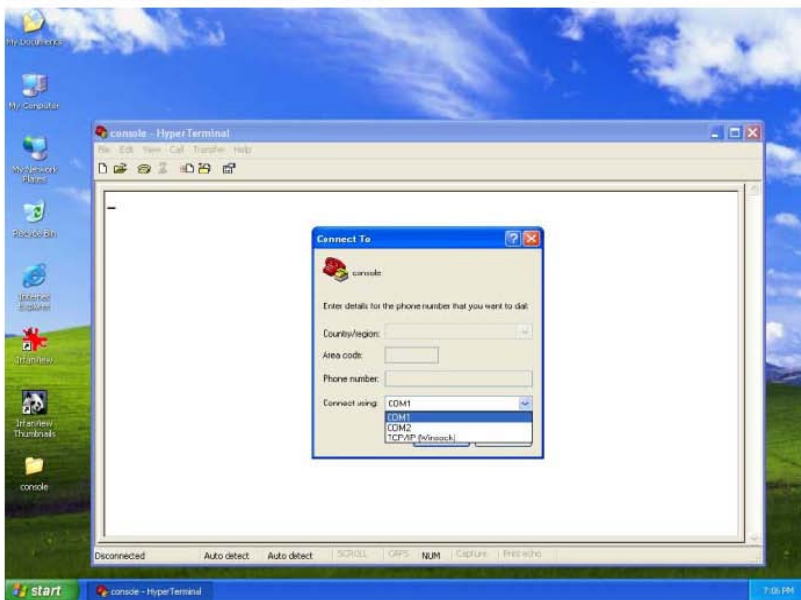 My Documents
My Computer
My Network
Places
Recycle Bin
Internet
Explorer
IrfanView
IrfanView
Thumbnails
console
console - HyperTerminal
File Edit View Call Transfer Help
Connect To
console
Enter details for the phone number that you want to dial:
Country/region:
Area code:
Phone number:
Connect using: COM1
COM1
COM2
TCP/IP (Winsock)
Disconnected Auto detect Auto detect SCROLL CAPS NUM Capture Print echo
start console - HyperTerminal 7:06 PM